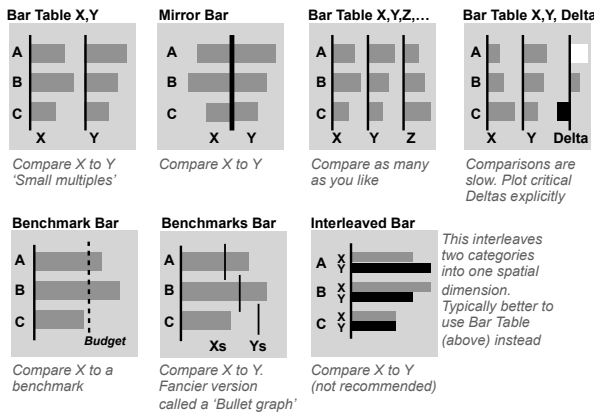 Bar Table X,Y
A
B
C
X Y
Compare X to Y
‘Small multiples’
Mirror Bar
A
B
C
X Y
Compare X to Y
Bar Table X,Y,Z,…
A
B
C
X Y Z
Compare as many
as you like
Bar Table X,Y, Delta
A
B
C
X Y Delta
Comparisons are
slow. Plot critical
Deltas explicitly
Benchmark Bar
A
B
C
Budget
Compare X to a
benchmark
Benchmarks Bar
A
B
C
Xs Ys
Compare X to Y.
Fancier version
called a ‘Bullet graph’
Interleaved Bar
A X
Y
B X
Y
C X
Y
Compare X to Y
(not recommended)
This interleaves
two categories
into one spatial
dimension.
Typically better to
use Bar Table
(above) instead